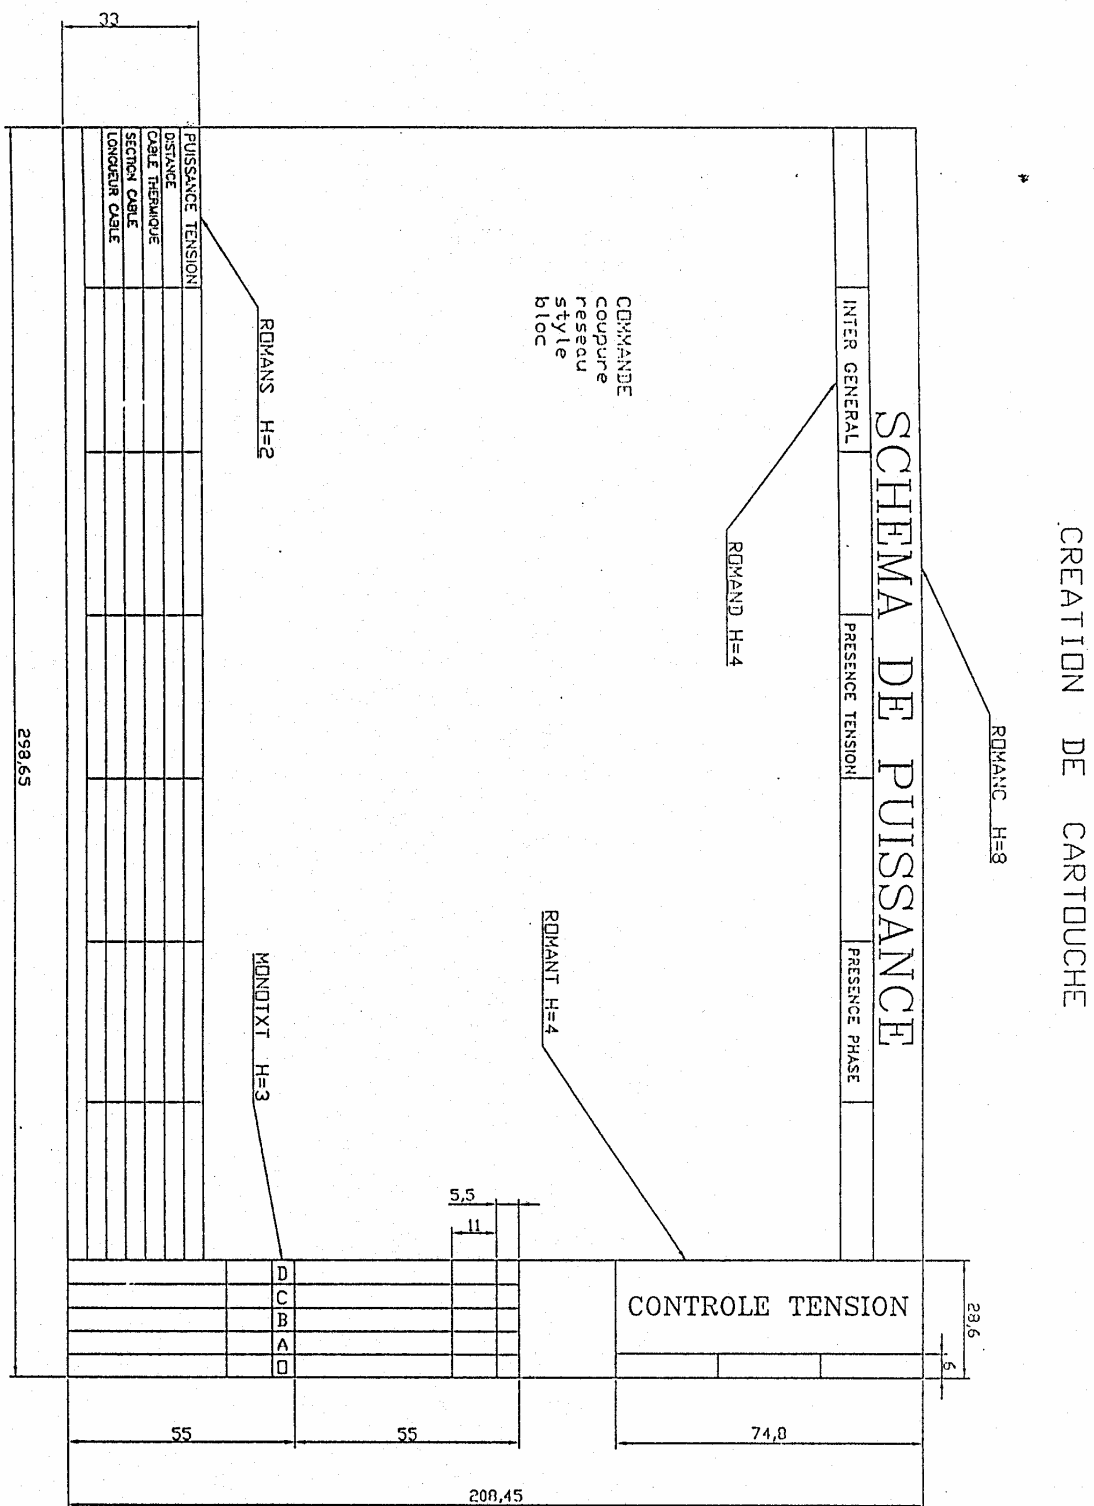 CREATION DE CARTOUCHE
ROMANC H=8
SCHEMA DE PUISSANCE
INTER GENERAL
PRESENCE TENSION
PRESENCE PHASE
ROMAND H=4
COMMANDE
coupure
reseau
style
bloc
ROMANT H=4
ROMANS H=2
MONOTXT H=3
PUISSANCE TENSION
DISTANCE
CABLE THERMIQUE
SECTION CABLE
LONGUEUR CABLE
CONTROLE TENSION
D
C
B
A
0
33
298,65
5,5
11
28,6
6
55
55
74,8
208,45